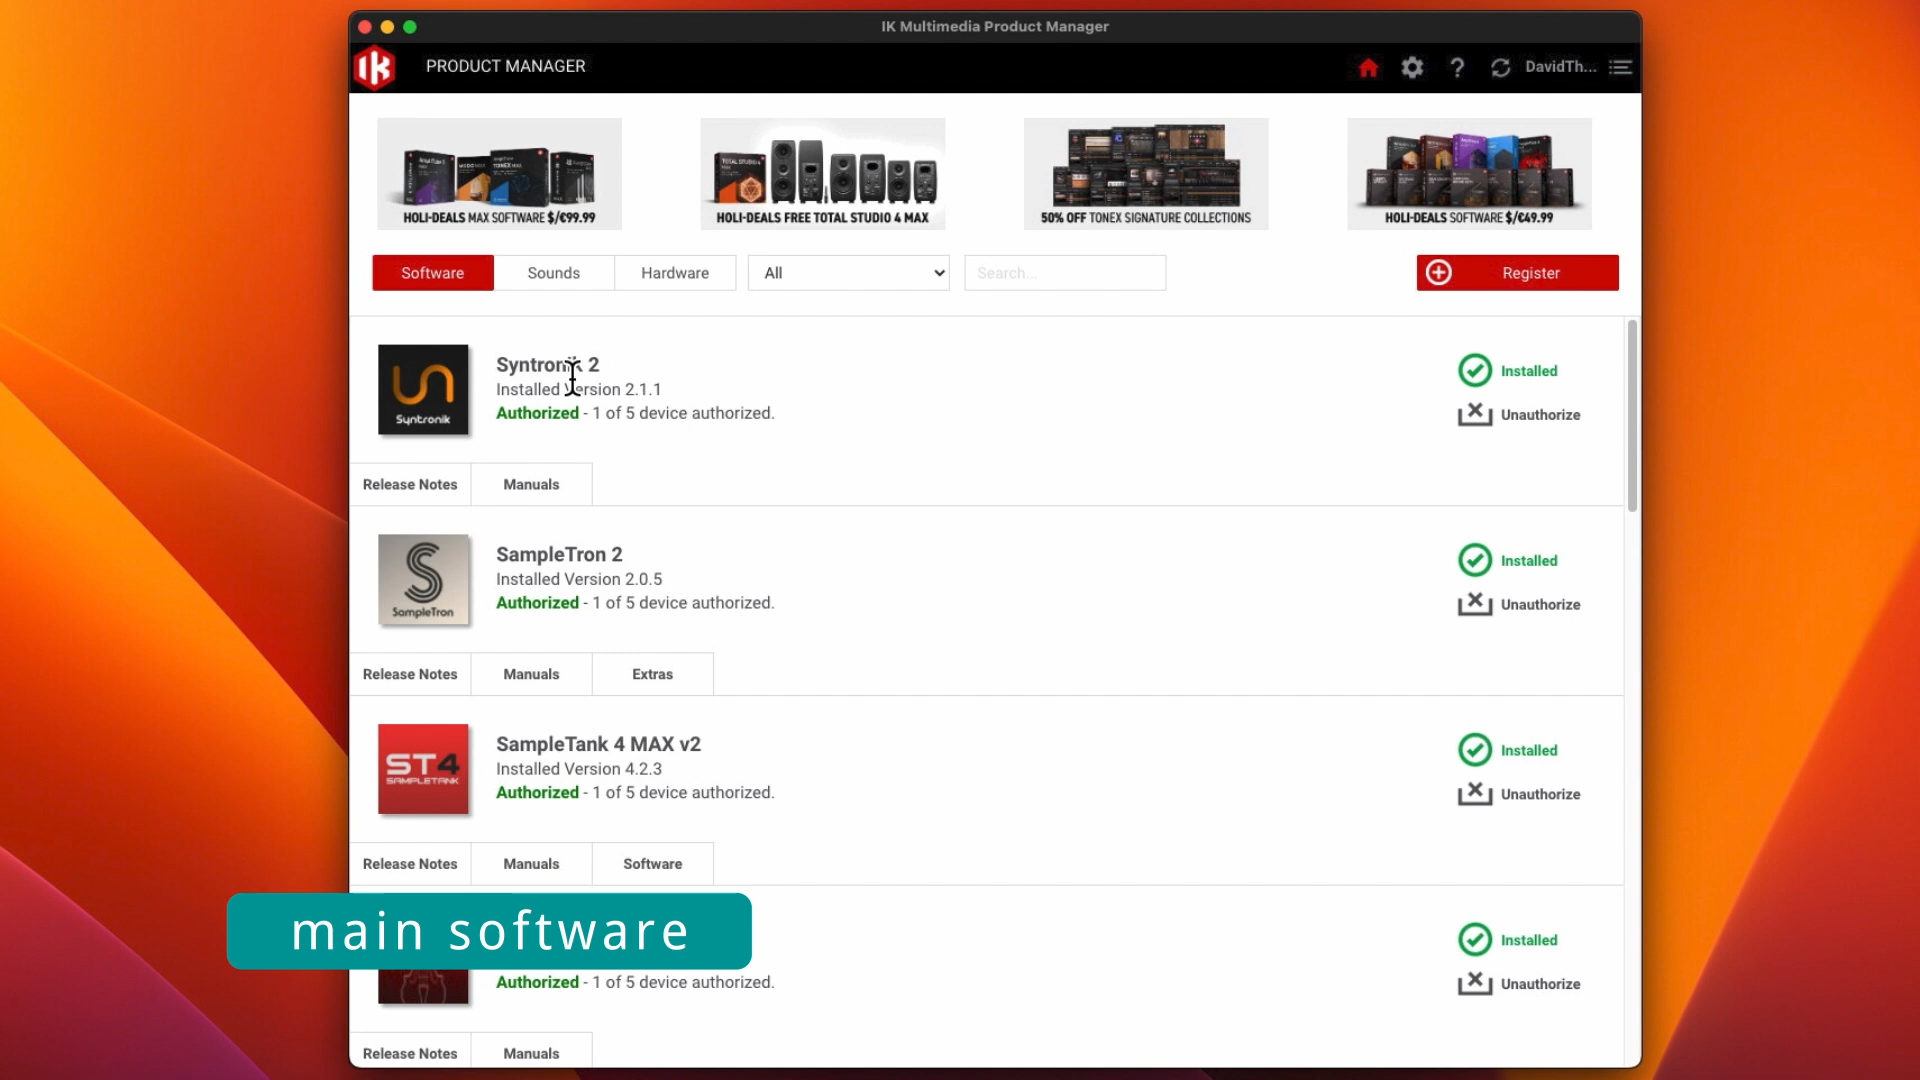 IK Multimedia Product Manager
PRODUCT MANAGER
DavidTh...
HOLI-DEALS MAX SOFTWARE $/€99.99
HOLI-DEALS FREE TOTAL STUDIO 4 MAX
50% OFF TONEX SIGNATURE COLLECTIONS
HOLI-DEALS SOFTWARE $/€49.99
Software
Sounds
Hardware
All
Search...
Register
Syntronik 2
Installed Version 2.1.1
Authorized - 1 of 5 device authorized.
Syntronik
Installed
Unauthorize
Release Notes
Manuals
SampleTron 2
Installed Version 2.0.5
Authorized - 1 of 5 device authorized.
SampleTron
Installed
Unauthorize
Release Notes
Manuals
Extras
SampleTank 4 MAX v2
Installed Version 4.2.3
Authorized - 1 of 5 device authorized.
ST4
SAMPLETANK
Installed
Unauthorize
Release Notes
Manuals
Software
main software
Authorized - 1 of 5 device authorized.
Installed
Unauthorize
Release Notes
Manuals